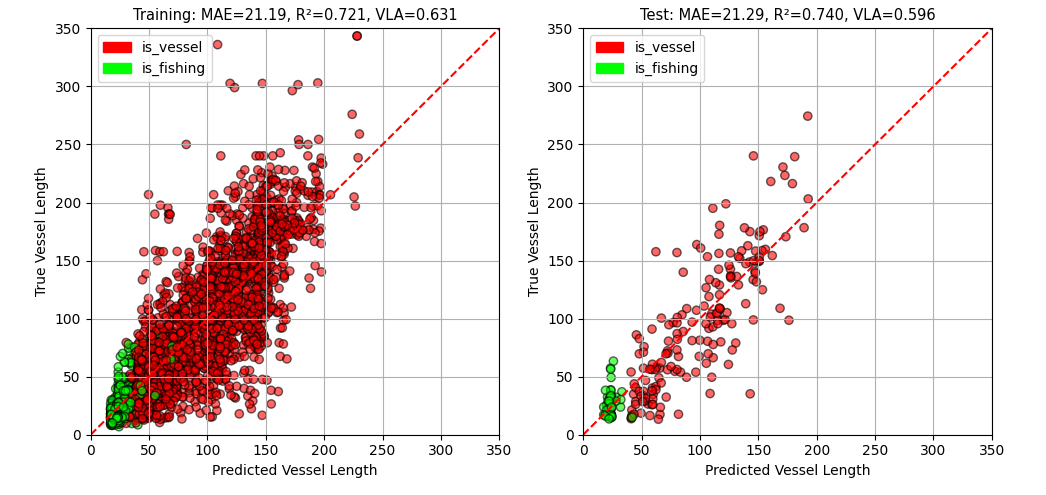 Training: MAE=21.19, R²=0.721, VLA=0.631
350
300
250
200
150
100
50
0
True Vessel Length
is_vessel
is_fishing
0 50 100 150 200 250 300 350
Predicted Vessel Length
Test: MAE=21.29, R²=0.740, VLA=0.596
350
300
250
200
150
100
50
0
True Vessel Length
is_vessel
is_fishing
0 50 100 150 200 250 300 350
Predicted Vessel Length